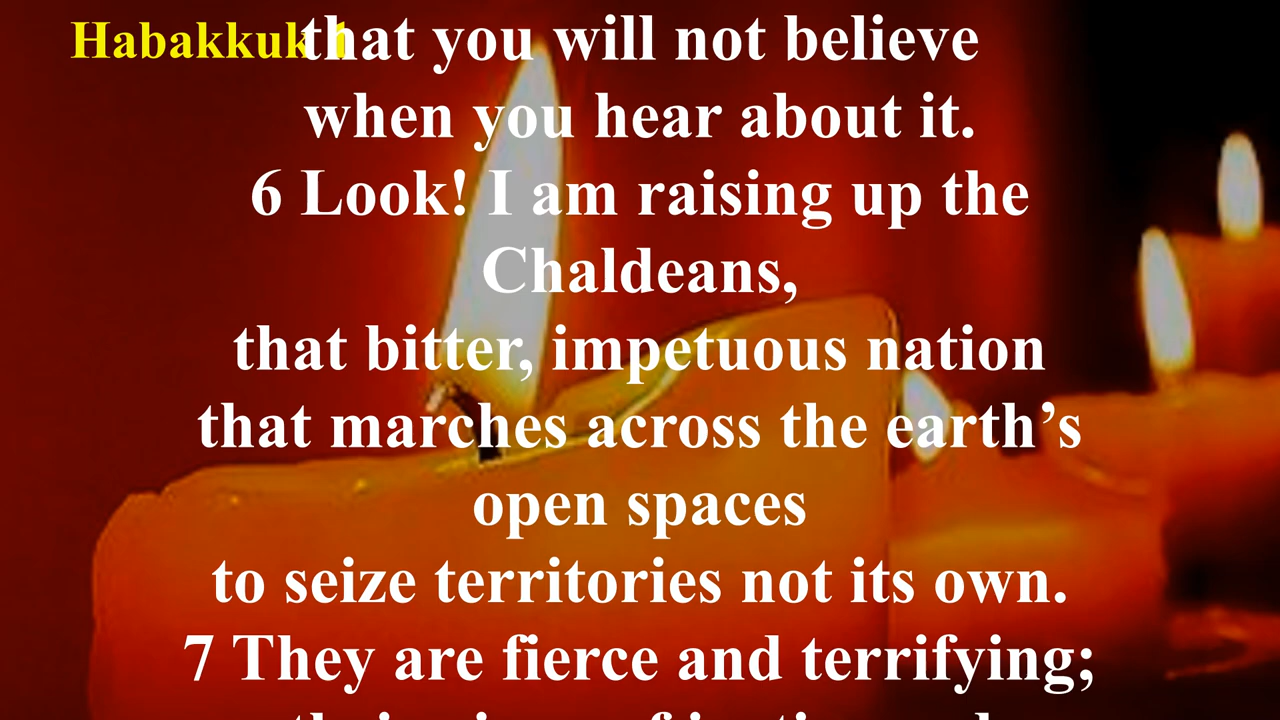 Habakkuk 1
that you will not believe
when you hear about it.
6 Look! I am raising up the
Chaldeans,
that bitter, impetuous nation
that marches across the earth’s
open spaces
to seize territories not its own.
7 They are fierce and terrifying;